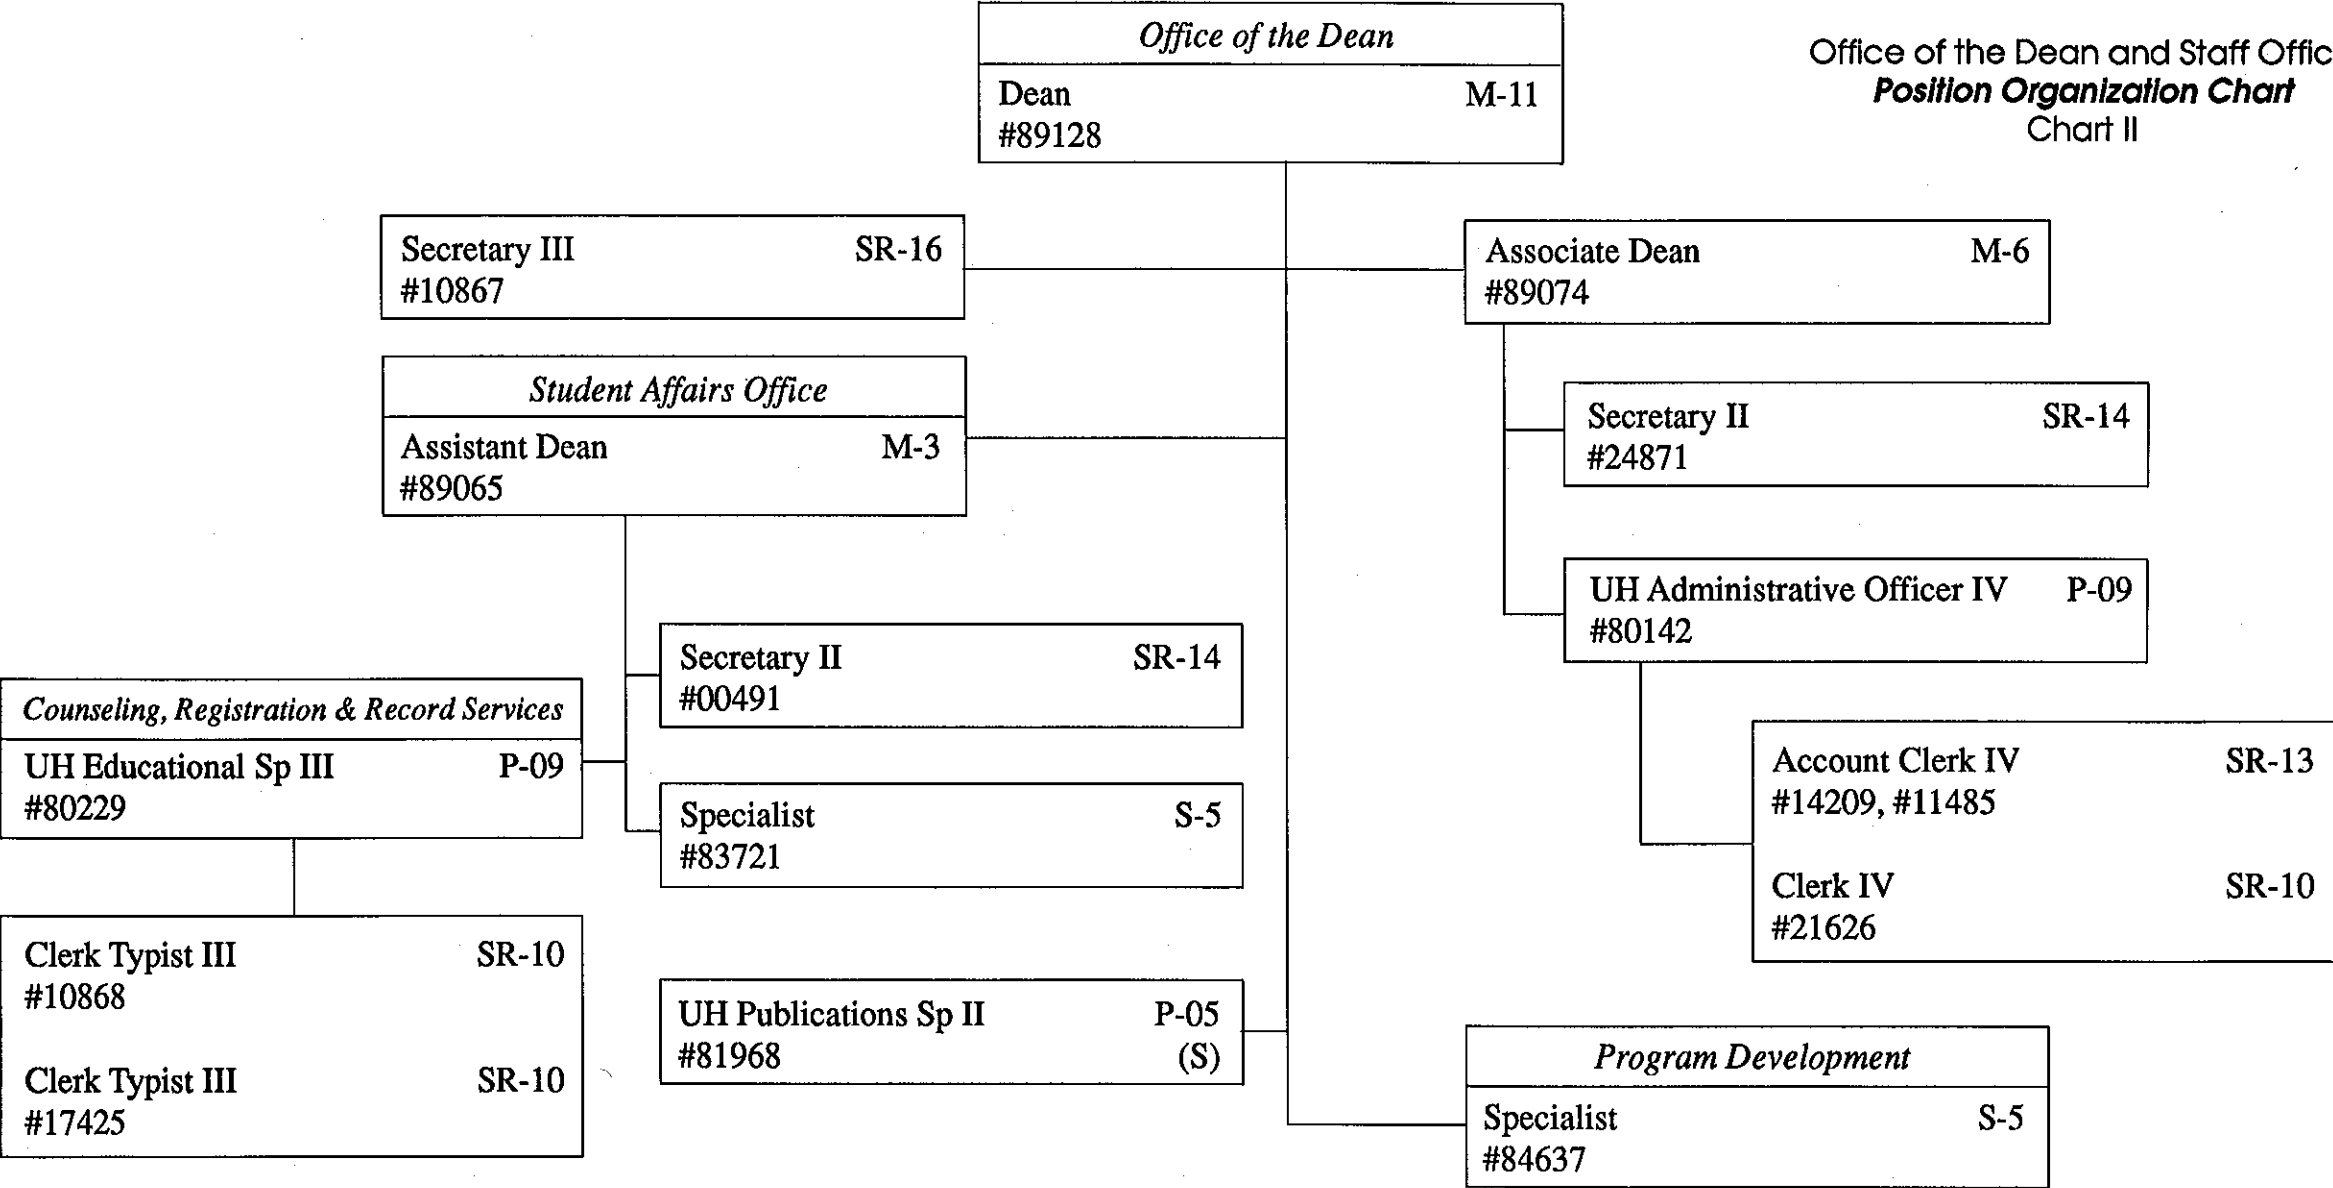 Office of the Dean
Dean M-11
#89128
Office of the Dean and Staff Offic
Position Organization Chart
Chart II
Secretary III SR-16
#10867
Associate Dean M-6
#89074
Student Affairs Office
Assistant Dean M-3
#89065
Secretary II SR-14
#24871
UH Administrative Officer IV P-09
#80142
Secretary II SR-14
#00491
Counseling, Registration & Record Services
UH Educational Sp III P-09
#80229
Specialist S-5
#83721
Account Clerk IV SR-13
#14209, #11485
Clerk IV SR-10
#21626
Clerk Typist III SR-10
#10868
Clerk Typist III SR-10
#17425
UH Publications Sp II P-05
#81968 (S)
Program Development
Specialist S-5
#84637